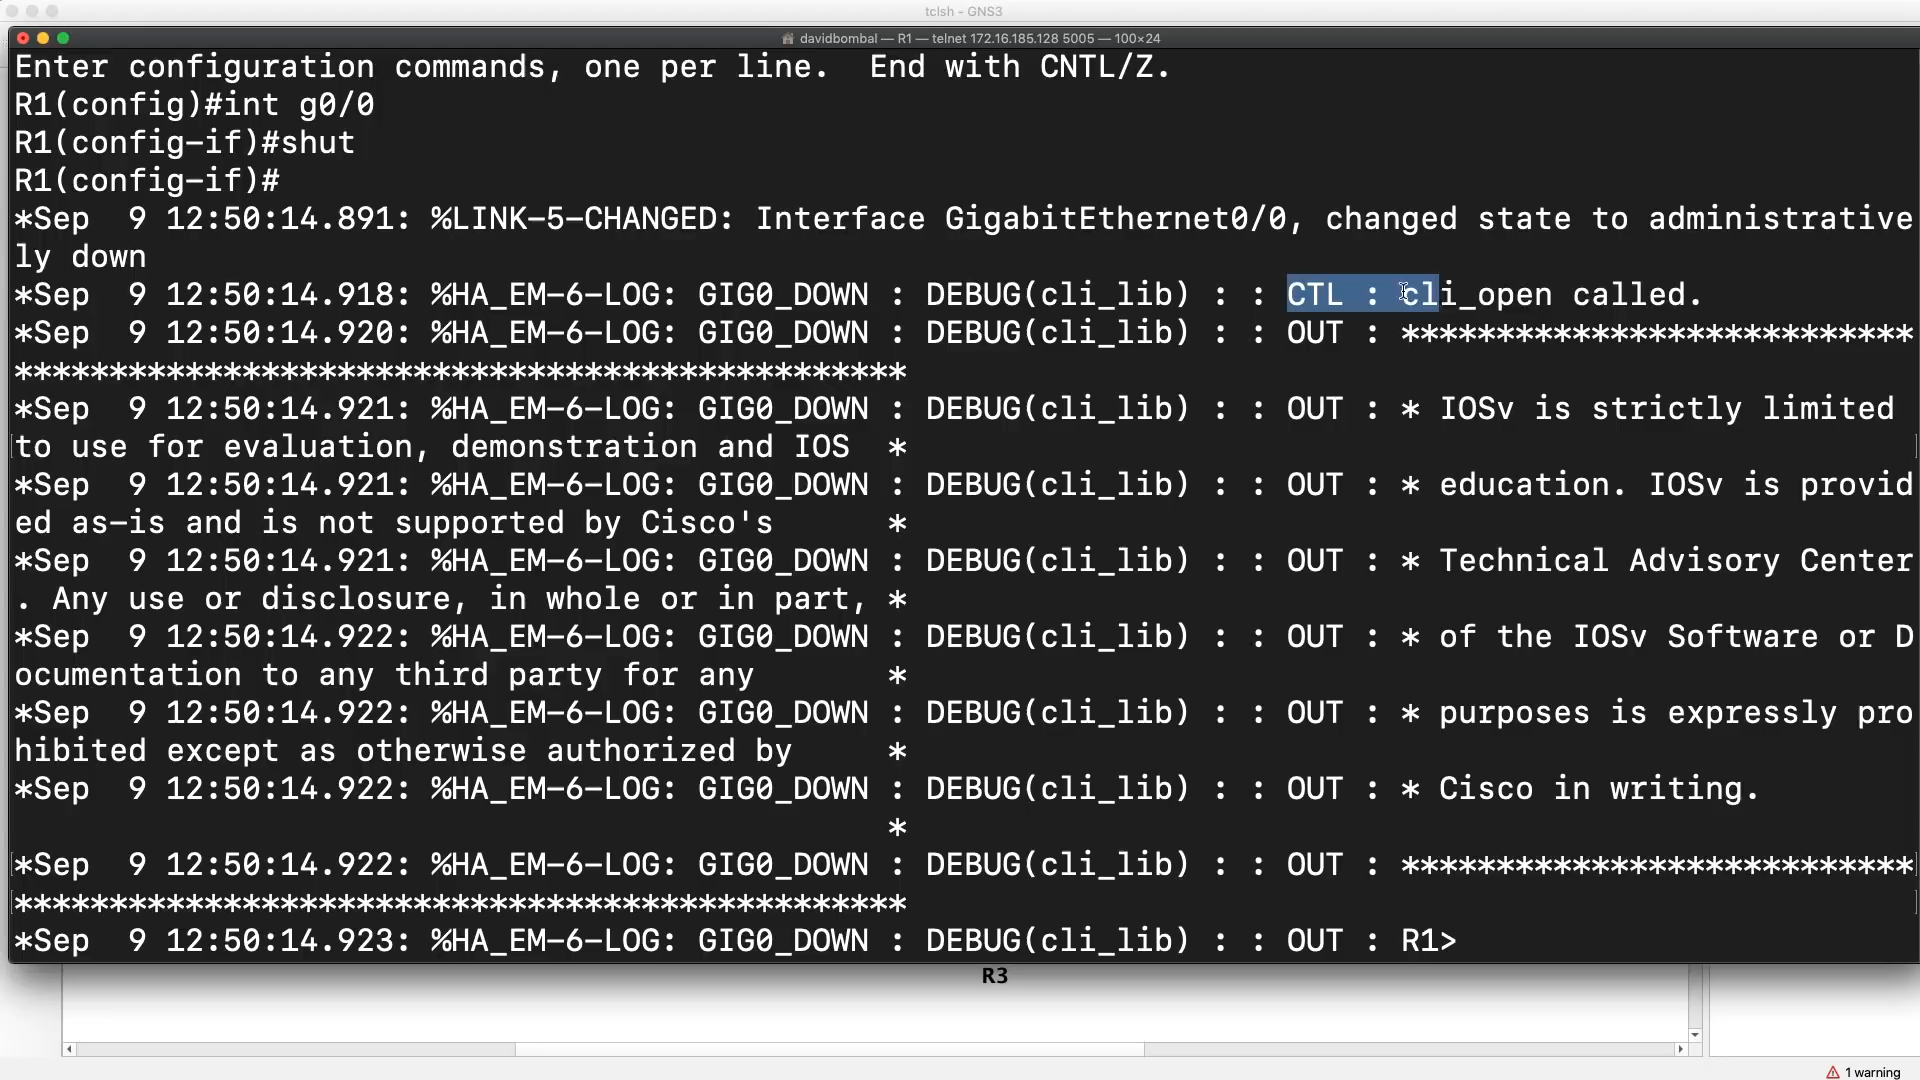 tclsh - GNS3
davidbombal — R1 — telnet 172.16.185.128 5005 — 100×24
Enter configuration commands, one per line.  End with CNTL/Z.
R1(config)#int g0/0
R1(config-if)#shut
R1(config-if)#
*Sep  9 12:50:14.891: %LINK-5-CHANGED: Interface GigabitEthernet0/0, changed state to administrative
ly down
*Sep  9 12:50:14.918: %HA_EM-6-LOG: GIG0_DOWN : DEBUG(cli_lib) : : CTL : cli_open called.
*Sep  9 12:50:14.920: %HA_EM-6-LOG: GIG0_DOWN : DEBUG(cli_lib) : : OUT : ***************************
***********************************************
*Sep  9 12:50:14.921: %HA_EM-6-LOG: GIG0_DOWN : DEBUG(cli_lib) : : OUT : * IOSv is strictly limited
to use for evaluation, demonstration and IOS  *
*Sep  9 12:50:14.921: %HA_EM-6-LOG: GIG0_DOWN : DEBUG(cli_lib) : : OUT : * education. IOSv is provid
ed as-is and is not supported by Cisco's      *
*Sep  9 12:50:14.921: %HA_EM-6-LOG: GIG0_DOWN : DEBUG(cli_lib) : : OUT : * Technical Advisory Center
. Any use or disclosure, in whole or in part, *
*Sep  9 12:50:14.922: %HA_EM-6-LOG: GIG0_DOWN : DEBUG(cli_lib) : : OUT : * of the IOSv Software or D
ocumentation to any third party for any       *
*Sep  9 12:50:14.922: %HA_EM-6-LOG: GIG0_DOWN : DEBUG(cli_lib) : : OUT : * purposes is expressly pro
hibited except as otherwise authorized by     *
*Sep  9 12:50:14.922: %HA_EM-6-LOG: GIG0_DOWN : DEBUG(cli_lib) : : OUT : * Cisco in writing.
                                              *
*Sep  9 12:50:14.922: %HA_EM-6-LOG: GIG0_DOWN : DEBUG(cli_lib) : : OUT : ***************************
***********************************************
*Sep  9 12:50:14.923: %HA_EM-6-LOG: GIG0_DOWN : DEBUG(cli_lib) : : OUT : R1>
R3
1 warning